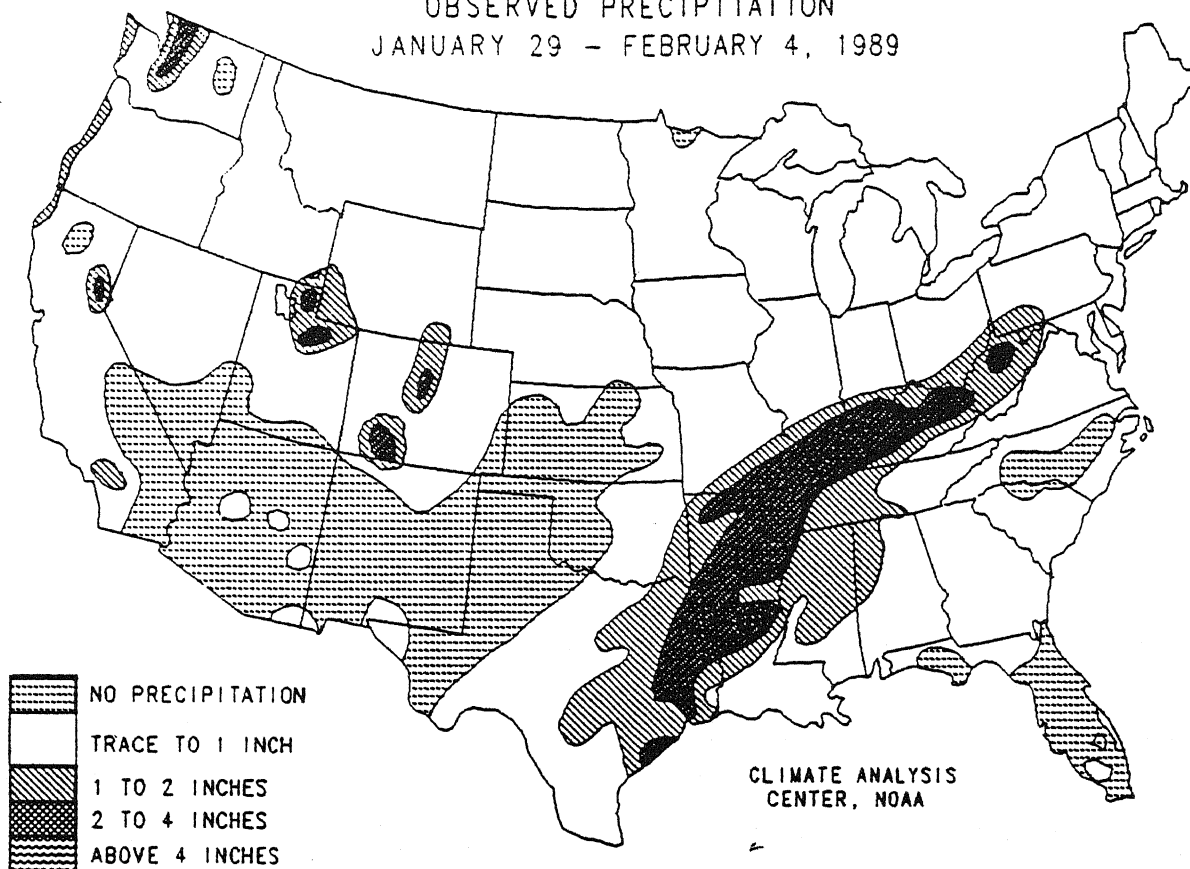 OBSERVED PRECIPITATION
JANUARY 29 - FEBRUARY 4, 1989
NO PRECIPITATION
TRACE TO 1 INCH
1 TO 2 INCHES
2 TO 4 INCHES
ABOVE 4 INCHES
CLIMATE ANALYSIS
CENTER, NOAA